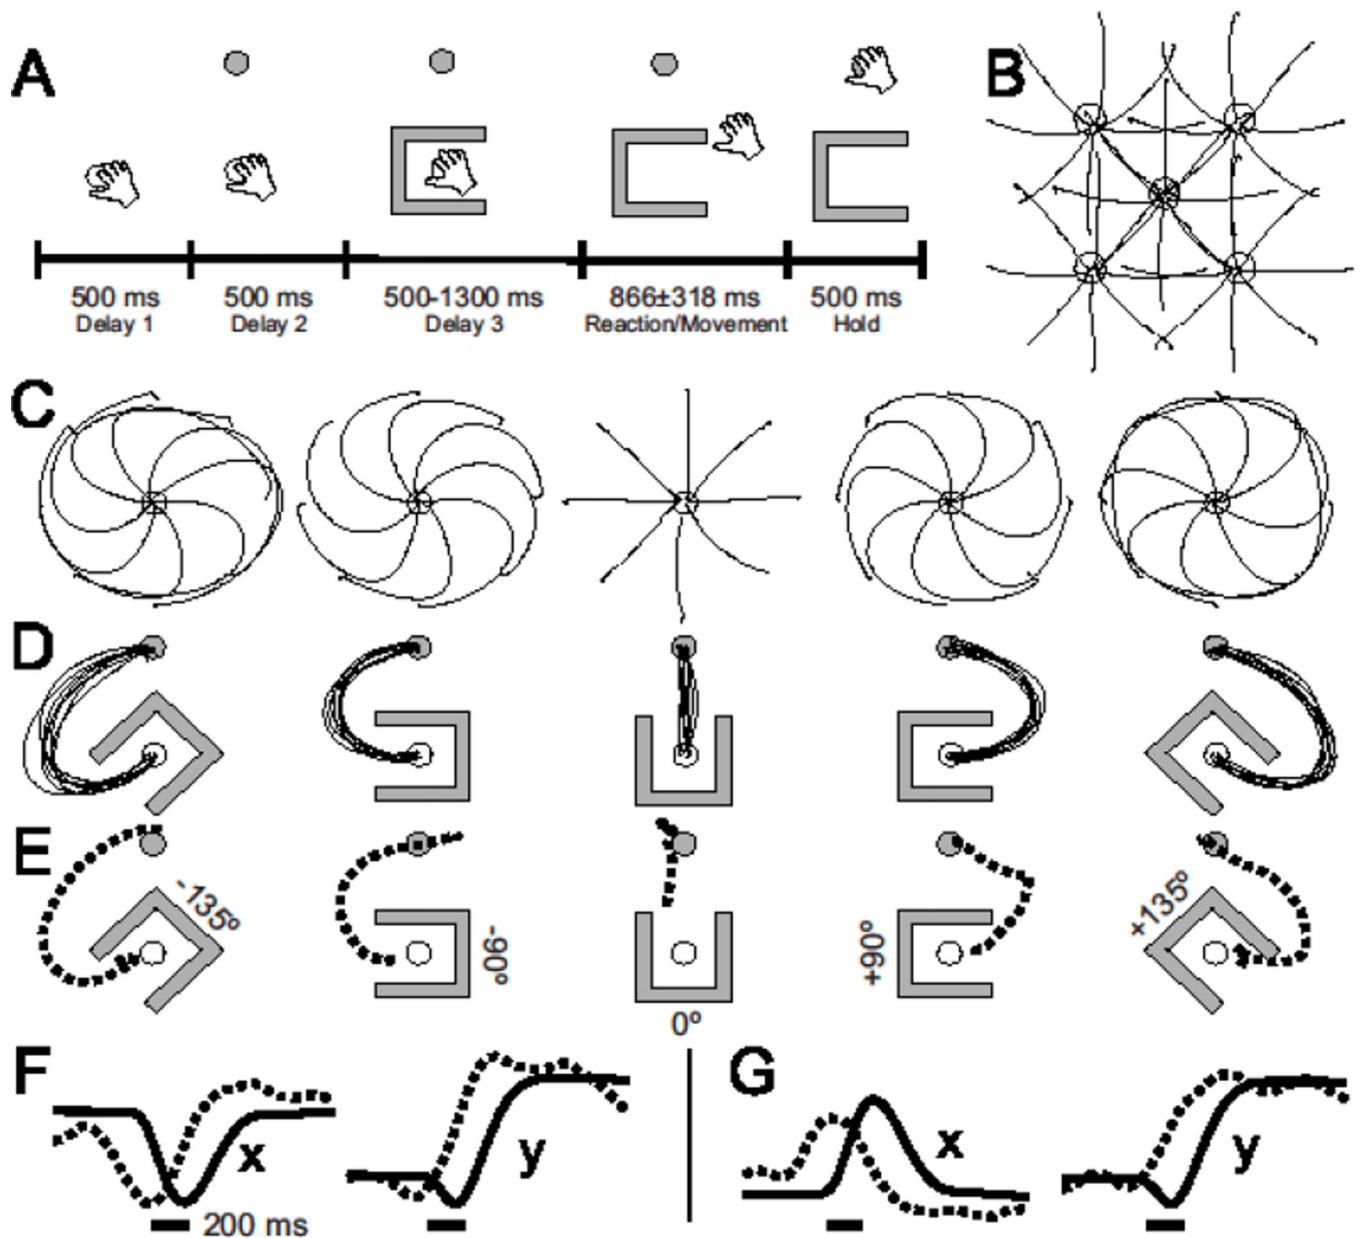 A
B
500 ms
500 ms
500-1300 ms
866±318 ms
500 ms
Delay 1
Delay 2
Delay 3
Reaction/Movement
Hold
C
D
E
-135º
-90º
0º
+90º
+135º
F
G
x
y
x
y
200 ms